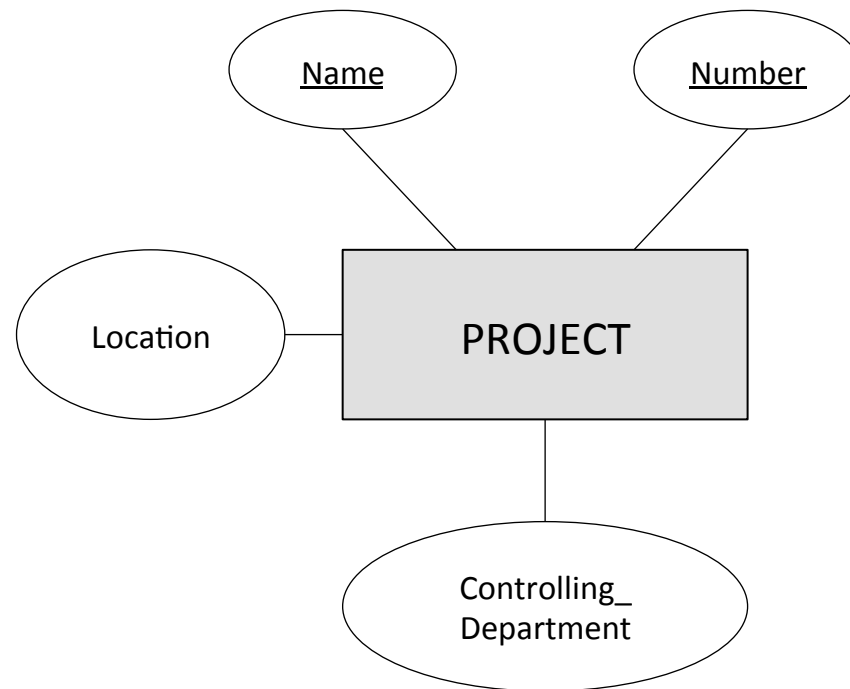 Name
Number
Location
PROJECT
Controlling_
Department